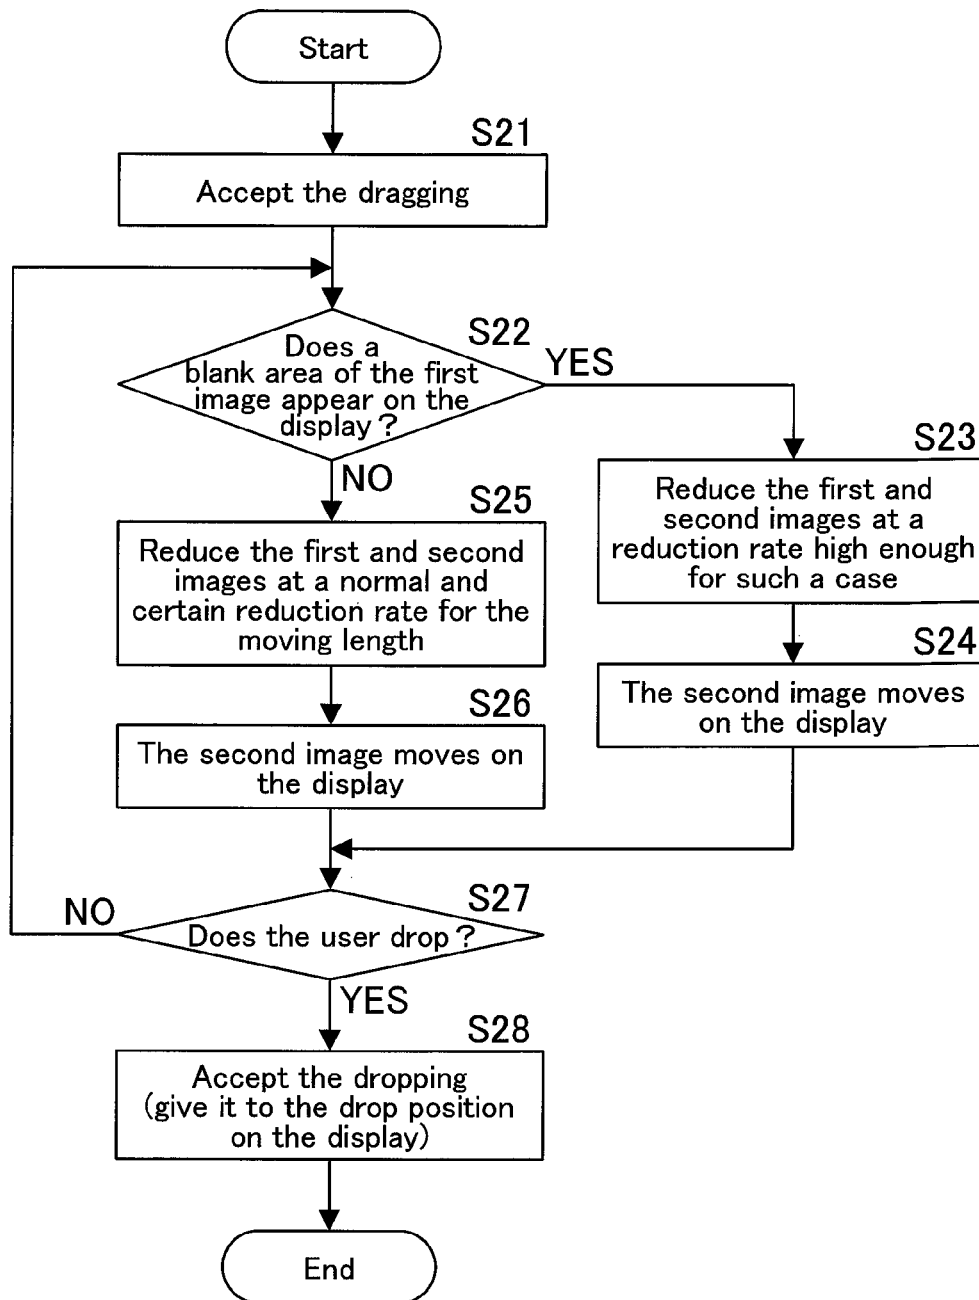 Start
S21
Accept the dragging
S22
Does a
blank area of the first
image appear on the
display?
YES
NO
S23
Reduce the first and
second images at a
reduction rate high enough
for such a case
S24
The second image moves
on the display
S25
Reduce the first and second
images at a normal and
certain reduction rate for the
moving length
S26
The second image moves on
the display
S27
Does the user drop?
NO
YES
S28
Accept the dropping
(give it to the drop position
on the display)
End